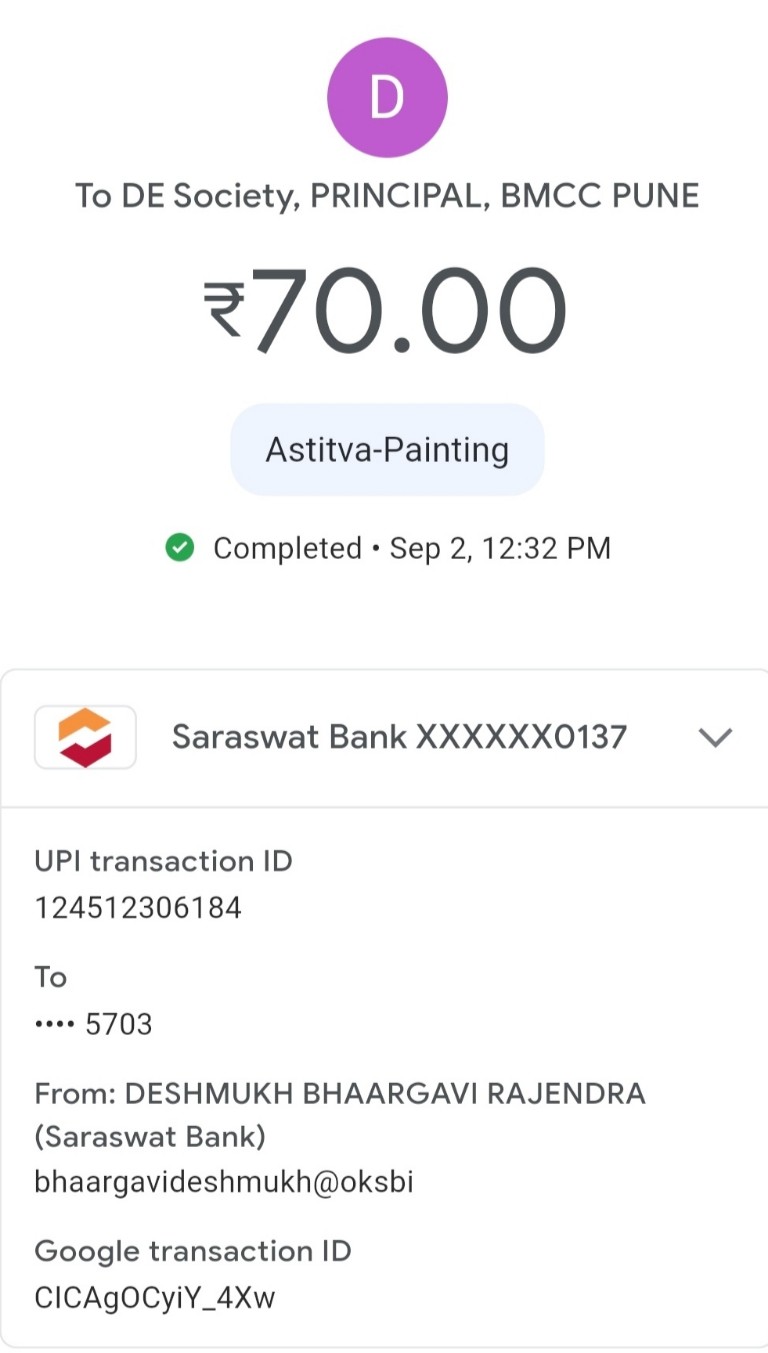 D
To DE Society, PRINCIPAL, BMCC PUNE
₹70.00
Astitva-Painting
Completed • Sep 2, 12:32 PM
Saraswat Bank XXXXXX0137
UPI transaction ID
124512306184
To
•••• 5703
From: DESHMUKH BHAARGAVI RAJENDRA
(Saraswat Bank)
bhaargavideshmukh@oksbi
Google transaction ID
CICAgOCyiY_4Xw